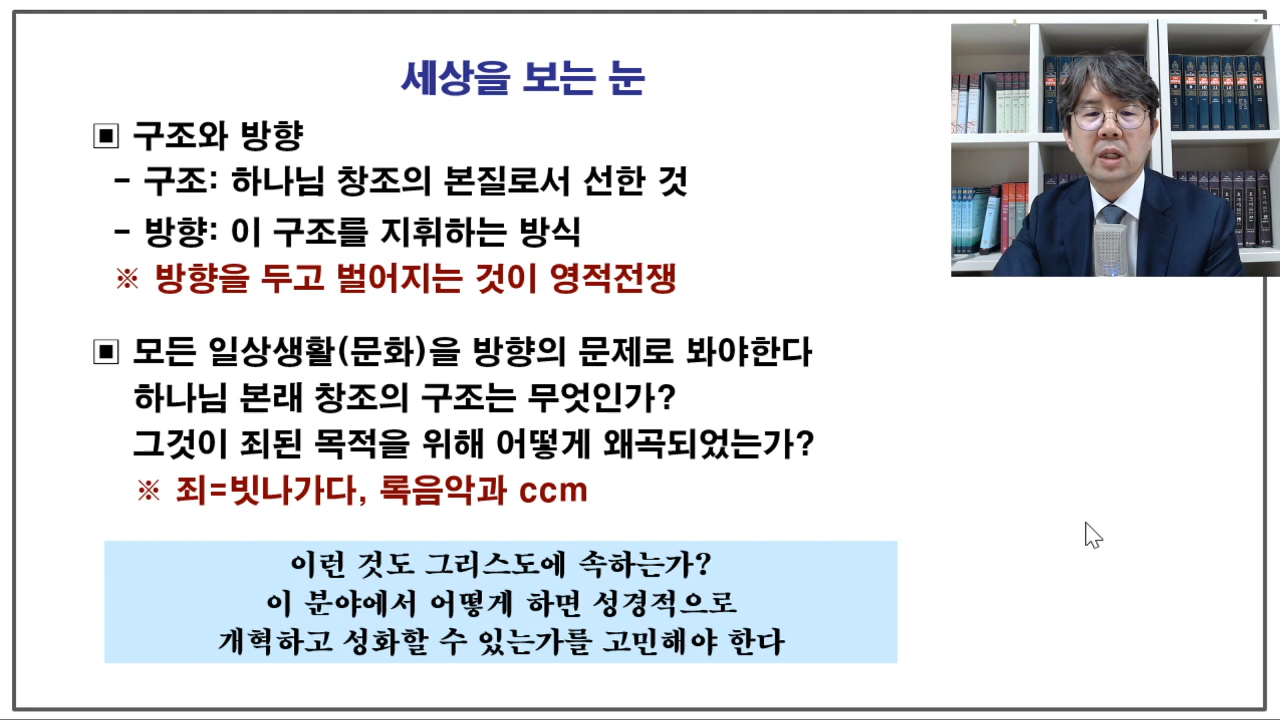 세상을 보는 눈
▣ 구조와 방향
- 구조: 하나님 창조의 본질로서 선한 것
- 방향: 이 구조를 지휘하는 방식
※ 방향을 두고 벌어지는 것이 영적전쟁
▣ 모든 일상생활(문화)을 방향의 문제로 봐야한다
하나님 본래 창조의 구조는 무엇인가?
그것이 죄된 목적을 위해 어떻게 왜곡되었는가?
※ 죄=빗나가다, 록음악과 ccm
이런 것도 그리스도에 속하는가?
이 분야에서 어떻게 하면 성경적으로
개혁하고 성화할 수 있는가를 고민해야 한다